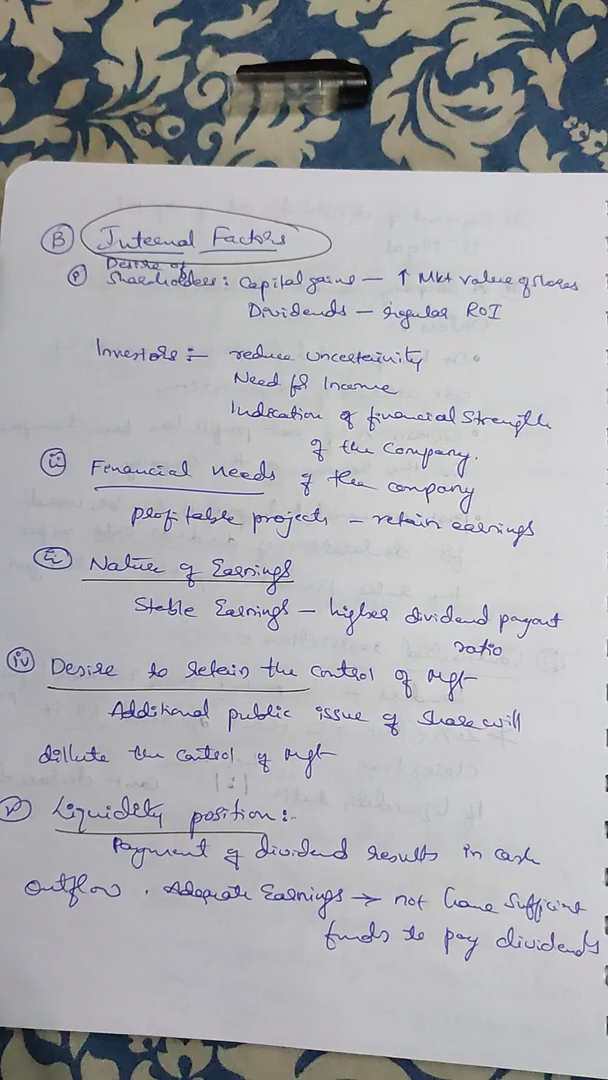 B Internal Factors
Desire of
Shareholders : Capital gains — ↑ Mkt value of shares
Dividends — regular ROI
Investors :— reduce uncertainity
Need for Income
Indication of financial Strength
of the Company.
ii Financial needs of the company
profitable projects — retain earnings
Nature of Earnings
Stable Earnings — higher dividend payout
ratio
iv Desire to retain the control of mgt
Additional public issue of share will
dillute the control of mgt
v Liquidity position :-
Payment of dividend results in cash
outflow . Adequate Earnings → not have sufficient
funds to pay dividends